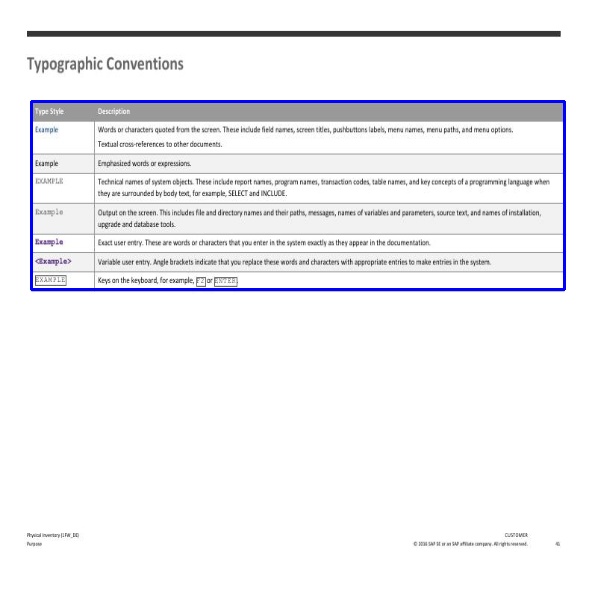 Typographic Conventions
Type Style Description
Example Words or characters quoted from the screen. These include field names, screen titles, pushbuttons labels, menu names, menu paths, and menu options.
Textual cross-references to other documents.
Example Emphasized words or expressions.
EXAMPLE Technical names of system objects. These include report names, program names, transaction codes, table names, and key concepts of a programming language when
they are surrounded by body text, for example, SELECT and INCLUDE.
Example Output on the screen. This includes file and directory names and their paths, messages, names of variables and parameters, source text, and names of installation,
upgrade and database tools.
Example Exact user entry. These are words or characters that you enter in the system exactly as they appear in the documentation.
<Example> Variable user entry. Angle brackets indicate that you replace these words and characters with appropriate entries to make entries in the system.
EXAMPLE Keys on the keyboard, for example, F2 or ENTER.
Physical Inventory (1FW_DE) CUSTOMER
Purpose © 2016 SAP SE or an SAP affiliate company. All rights reserved.